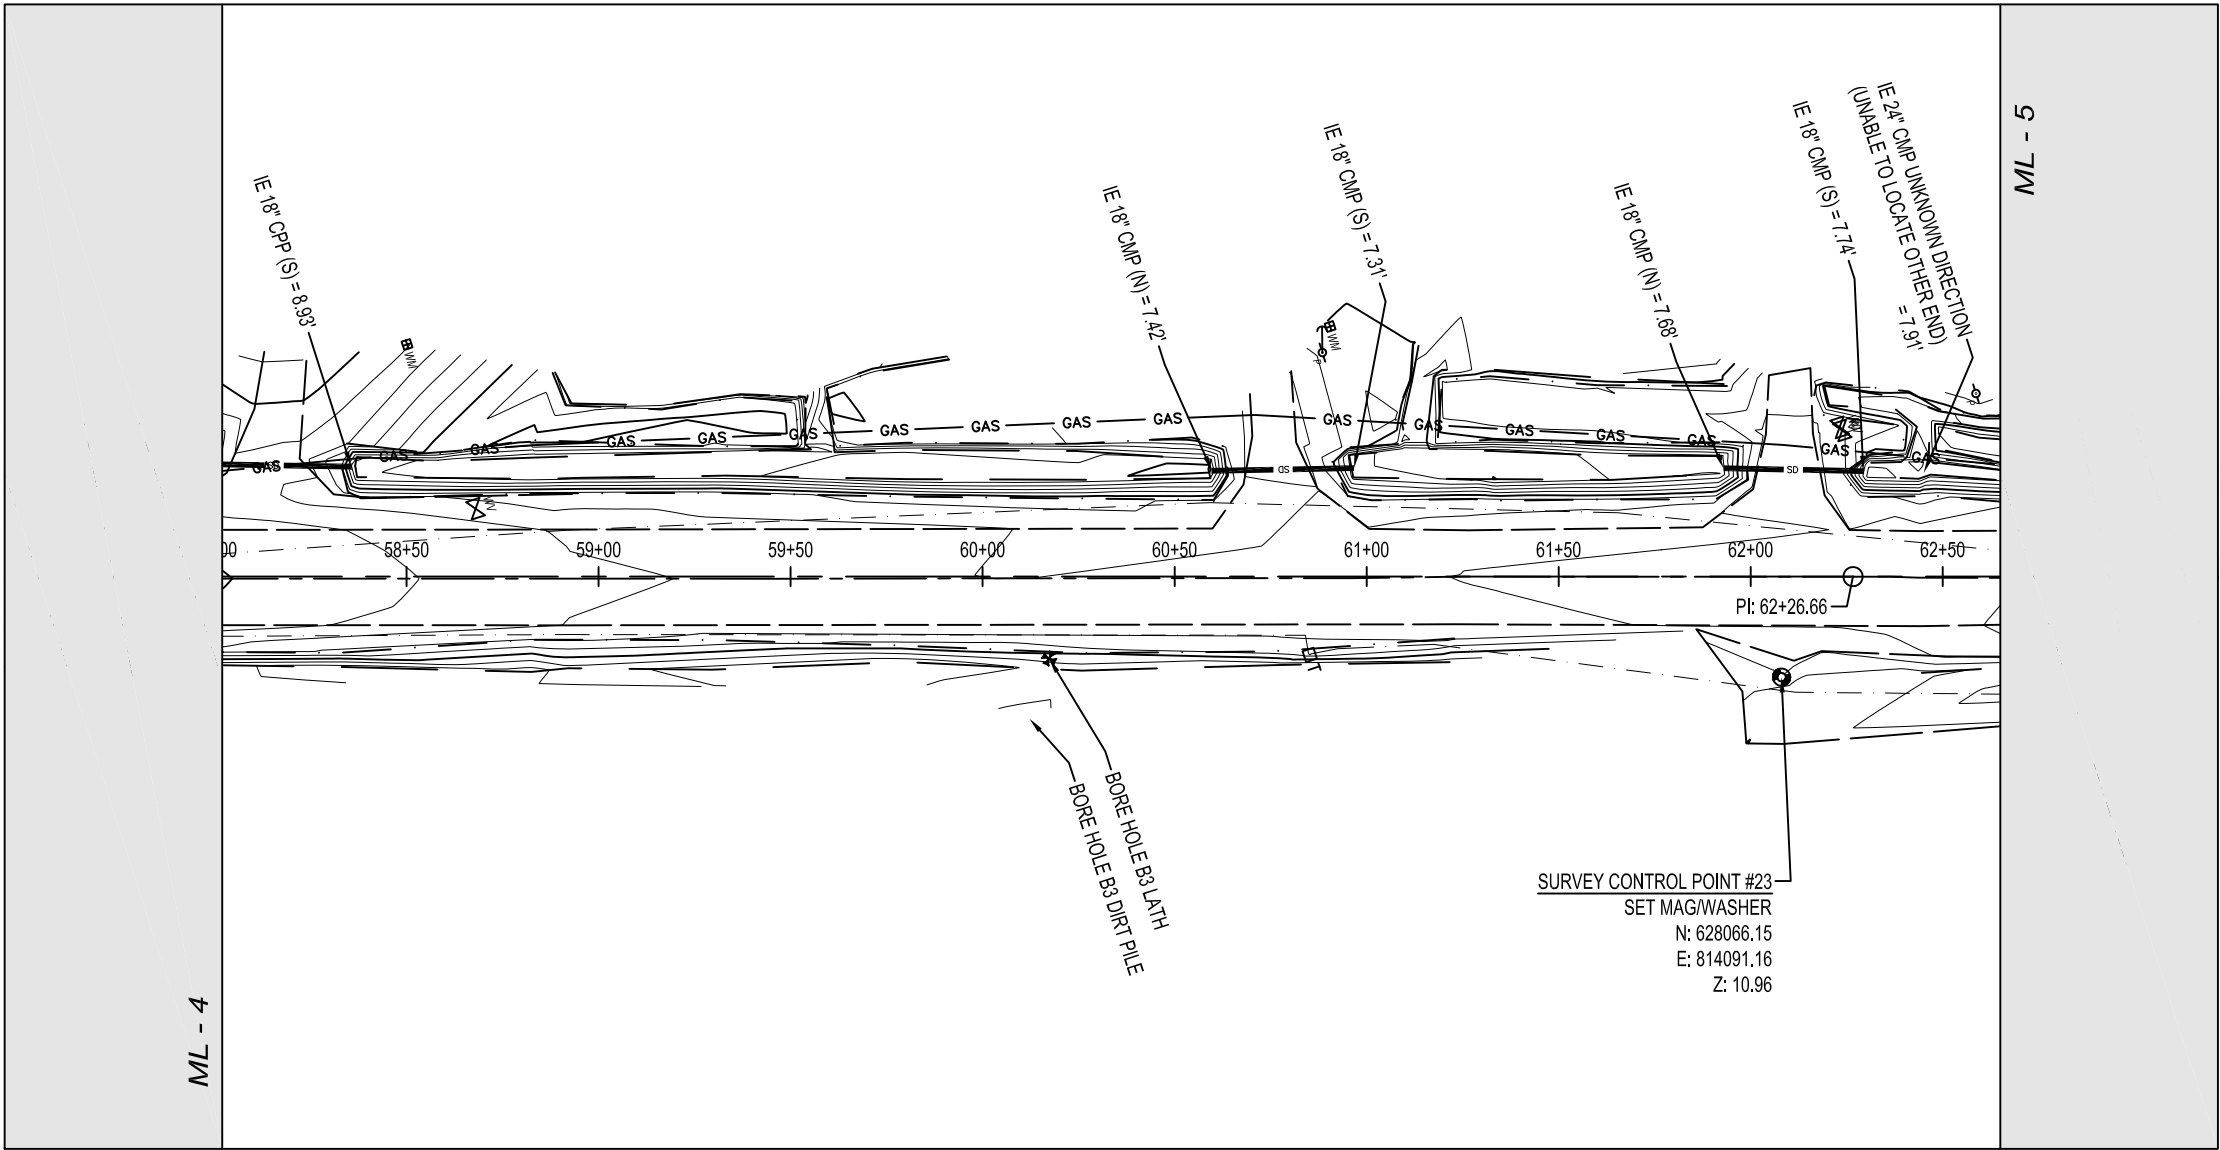 ML - 4
ML - 5
IE 18" CPP (S) = 8.93'
IE 18" CMP (N) = 7.42'
IE 18" CMP (S) = 7.31'
IE 18" CMP (N) = 7.68'
IE 18" CMP (S) = 7.74'
IE 24" CMP UNKNOWN DIRECTION
(UNABLE TO LOCATE OTHER END)
= 7.91'
WM
WM
GAS GAS GAS GAS GAS GAS GAS GAS GAS GAS GAS GAS GAS GAS GAS GAS GAS GAS GAS
SD
SD
00
58+50
59+00
59+50
60+00
60+50
61+00
61+50
62+00
62+50
PI: 62+26.66
T
BORE HOLE B3 LATH
BORE HOLE B3 DIRT PILE
SURVEY CONTROL POINT #23
SET MAG/WASHER
N: 628066.15
E: 814091.16
Z: 10.96